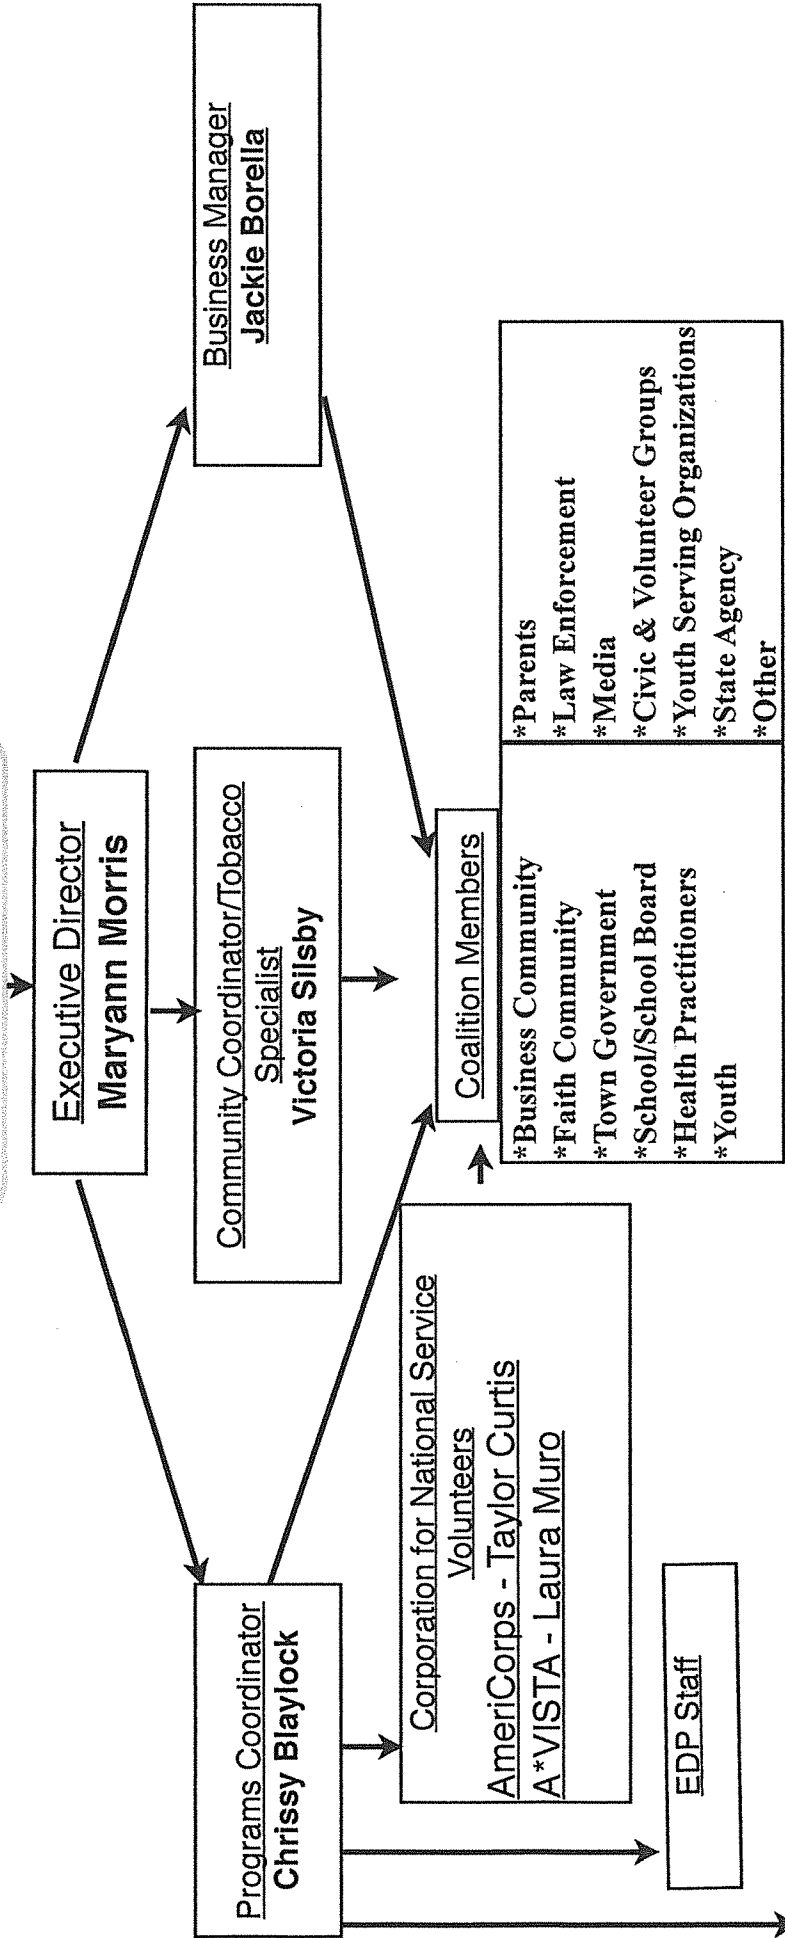 Executive Director
Maryann Morris
Programs Coordinator
Chrissy Blaylock
Community Coordinator/Tobacco
Specialist
Victoria Silsby
Business Manager
Jackie Borella
Corporation for National Service
Volunteers
AmeriCorps - Taylor Curtis
A*VISTA - Laura Muro
EDP Staff
Coalition Members
*Business Community
*Faith Community
*Town Government
*School/School Board
*Health Practitioners
*Youth
*Parents
*Law Enforcement
*Media
*Civic & Volunteer Groups
*Youth Serving Organizations
*State Agency
*Other